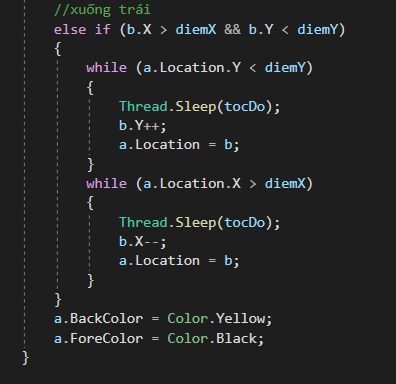 //xuống trái
else if (b.X > diemX && b.Y < diemY)
{
while (a.Location.Y < diemY)
{
Thread.Sleep(tocDo);
b.Y++;
a.Location = b;
}
while (a.Location.X > diemX)
{
Thread.Sleep(tocDo);
b.X--;
a.Location = b;
}
}
a.BackColor = Color.Yellow;
a.ForeColor = Color.Black;
}